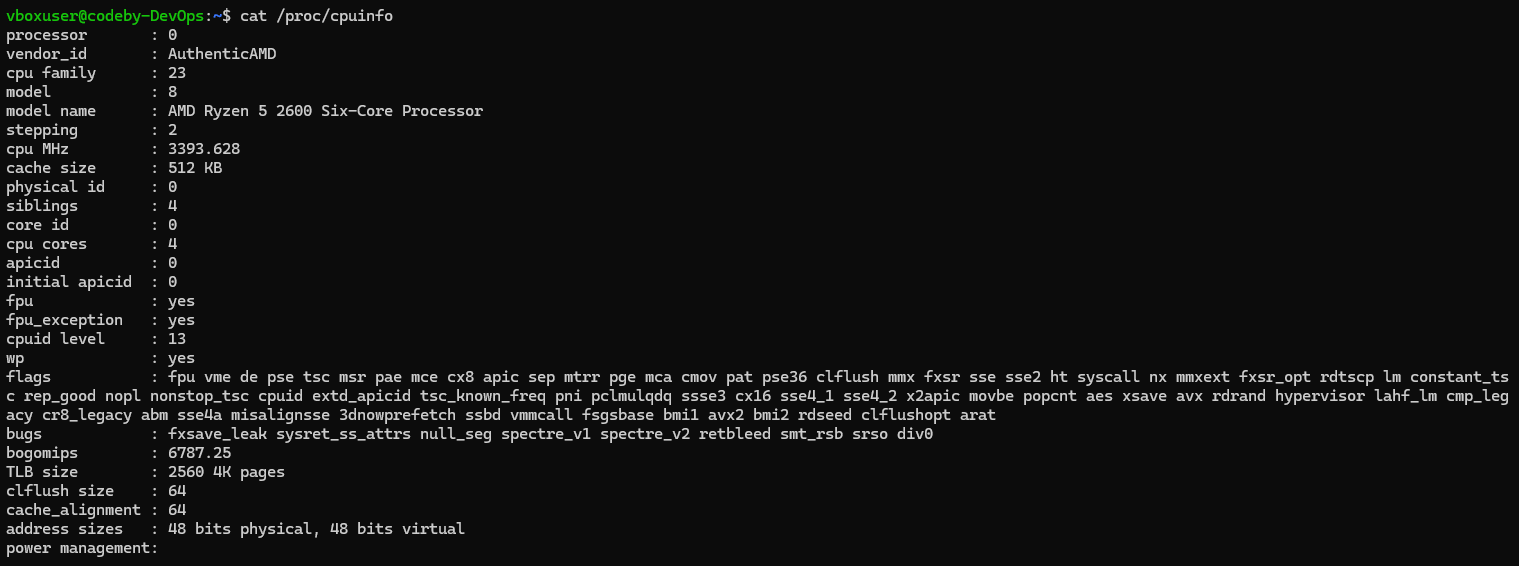 vboxuser@codeby-DevOps:~$ cat /proc/cpuinfo
processor       : 0
vendor_id       : AuthenticAMD
cpu family      : 23
model           : 8
model name      : AMD Ryzen 5 2600 Six-Core Processor
stepping        : 2
cpu MHz         : 3393.628
cache size      : 512 KB
physical id     : 0
siblings        : 4
core id         : 0
cpu cores       : 4
apicid          : 0
initial apicid  : 0
fpu             : yes
fpu_exception   : yes
cpuid level     : 13
wp              : yes
flags           : fpu vme de pse tsc msr pae mce cx8 apic sep mtrr pge mca cmov pat pse36 clflush mmx fxsr sse sse2 ht syscall nx mmxext fxsr_opt rdtscp lm constant_ts
c rep_good nopl nonstop_tsc cpuid extd_apicid tsc_known_freq pni pclmulqdq ssse3 cx16 sse4_1 sse4_2 x2apic movbe popcnt aes xsave avx rdrand hypervisor lahf_lm cmp_leg
acy cr8_legacy abm sse4a misalignsse 3dnowprefetch ssbd vmmcall fsgsbase bmi1 avx2 bmi2 rdseed clflushopt arat
bugs            : fxsave_leak sysret_ss_attrs null_seg spectre_v1 spectre_v2 retbleed smt_rsb srso div0
bogomips        : 6787.25
TLB size        : 2560 4K pages
clflush size    : 64
cache_alignment : 64
address sizes   : 48 bits physical, 48 bits virtual
power management: